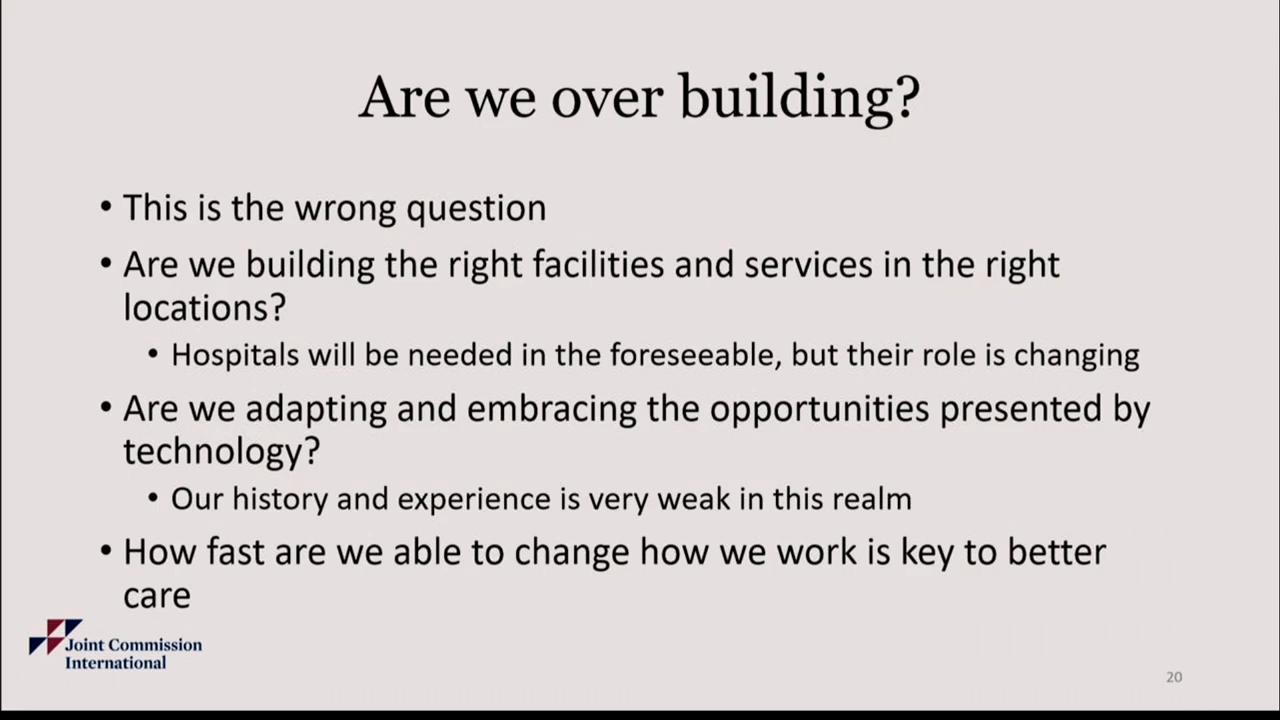 Are we over building?
• This is the wrong question
• Are we building the right facilities and services in the right
locations?
• Hospitals will be needed in the foreseeable, but their role is changing
• Are we adapting and embracing the opportunities presented by
technology?
• Our history and experience is very weak in this realm
• How fast are we able to change how we work is key to better
care
Joint Commission
International
20